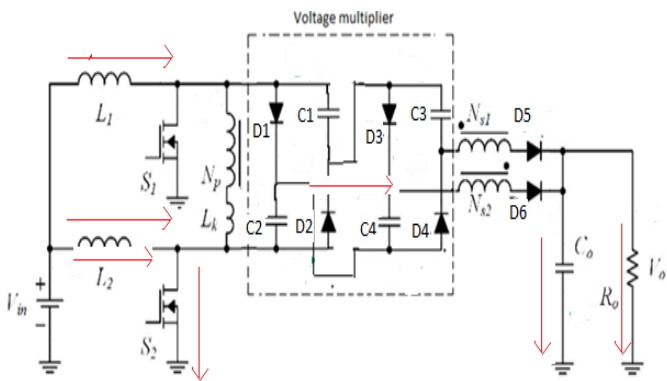 Voltage multiplier
L1
D1
C1
D3
C3
Ns1
D5
S1
Np
Lk
C2
D2
C4
D4
Ns2
D6
L2
Co
Vin
+
−
Ro
Vo
S2